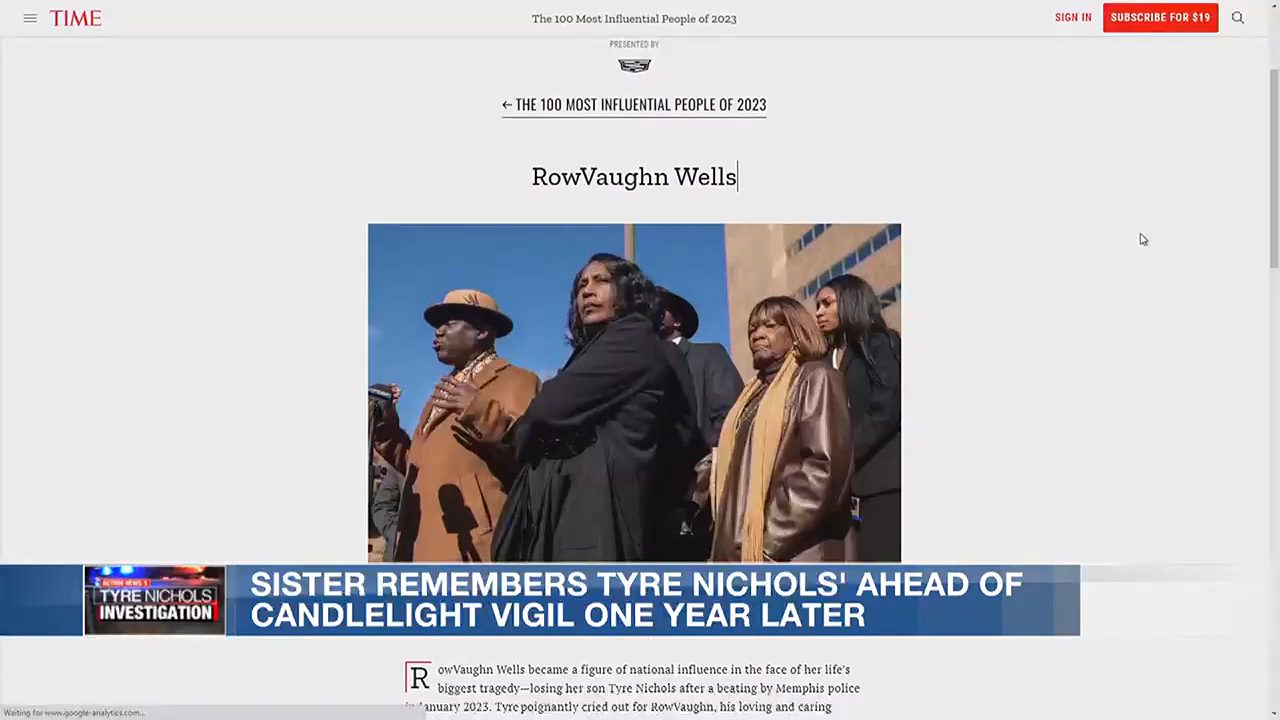 TIME
The 100 Most Influential People of 2023
SIGN IN
SUBSCRIBE FOR $19
PRESENTED BY
← THE 100 MOST INFLUENTIAL PEOPLE OF 2023
RowVaughn Wells
ACTION NEWS 5
TYRE NICHOLS
INVESTIGATION
SISTER REMEMBERS TYRE NICHOLS' AHEAD OF
CANDLELIGHT VIGIL ONE YEAR LATER
RowVaughn Wells became a figure of national influence in the face of her life's
biggest tragedy—losing her son Tyre Nichols after a beating by Memphis police
in January 2023. Tyre poignantly cried out for RowVaughn, his loving and caring
Waiting for www.google-analytics.com...